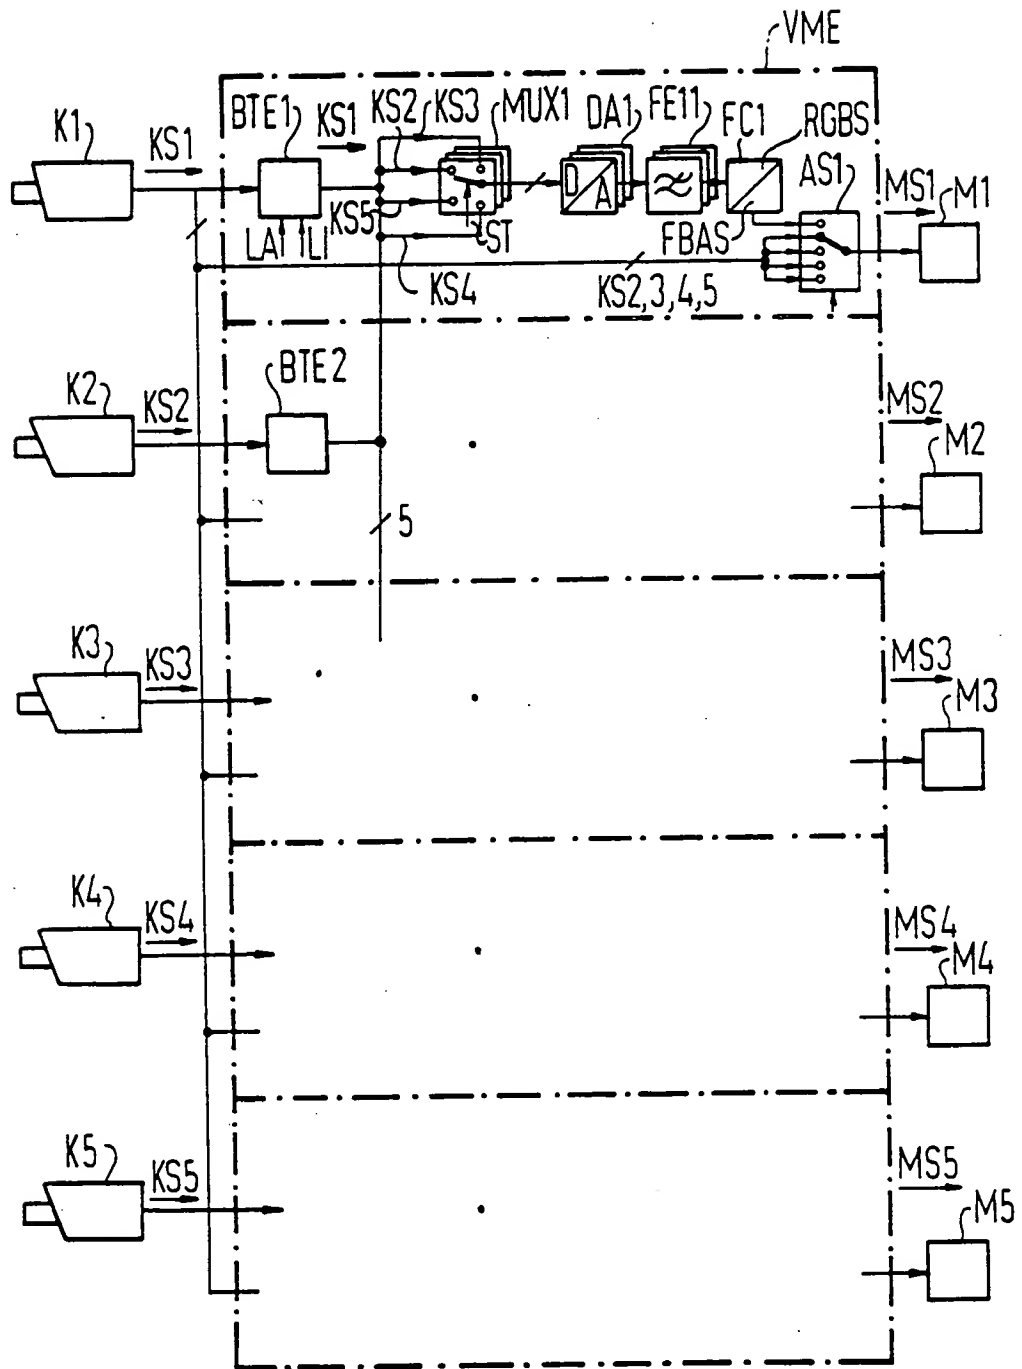 VME
K1
KS1
BTE1
KS1
KS2
KS3
MUX1
DA1
FE11
FC1
RGBS
AS1
MS1
M1
D
A
KS5
LA
LI
ST
FBAS
KS4
KS2,3,4,5
K2
KS2
BTE2
MS2
M2
5
K3
KS3
MS3
M3
K4
KS4
MS4
M4
K5
KS5
MS5
M5